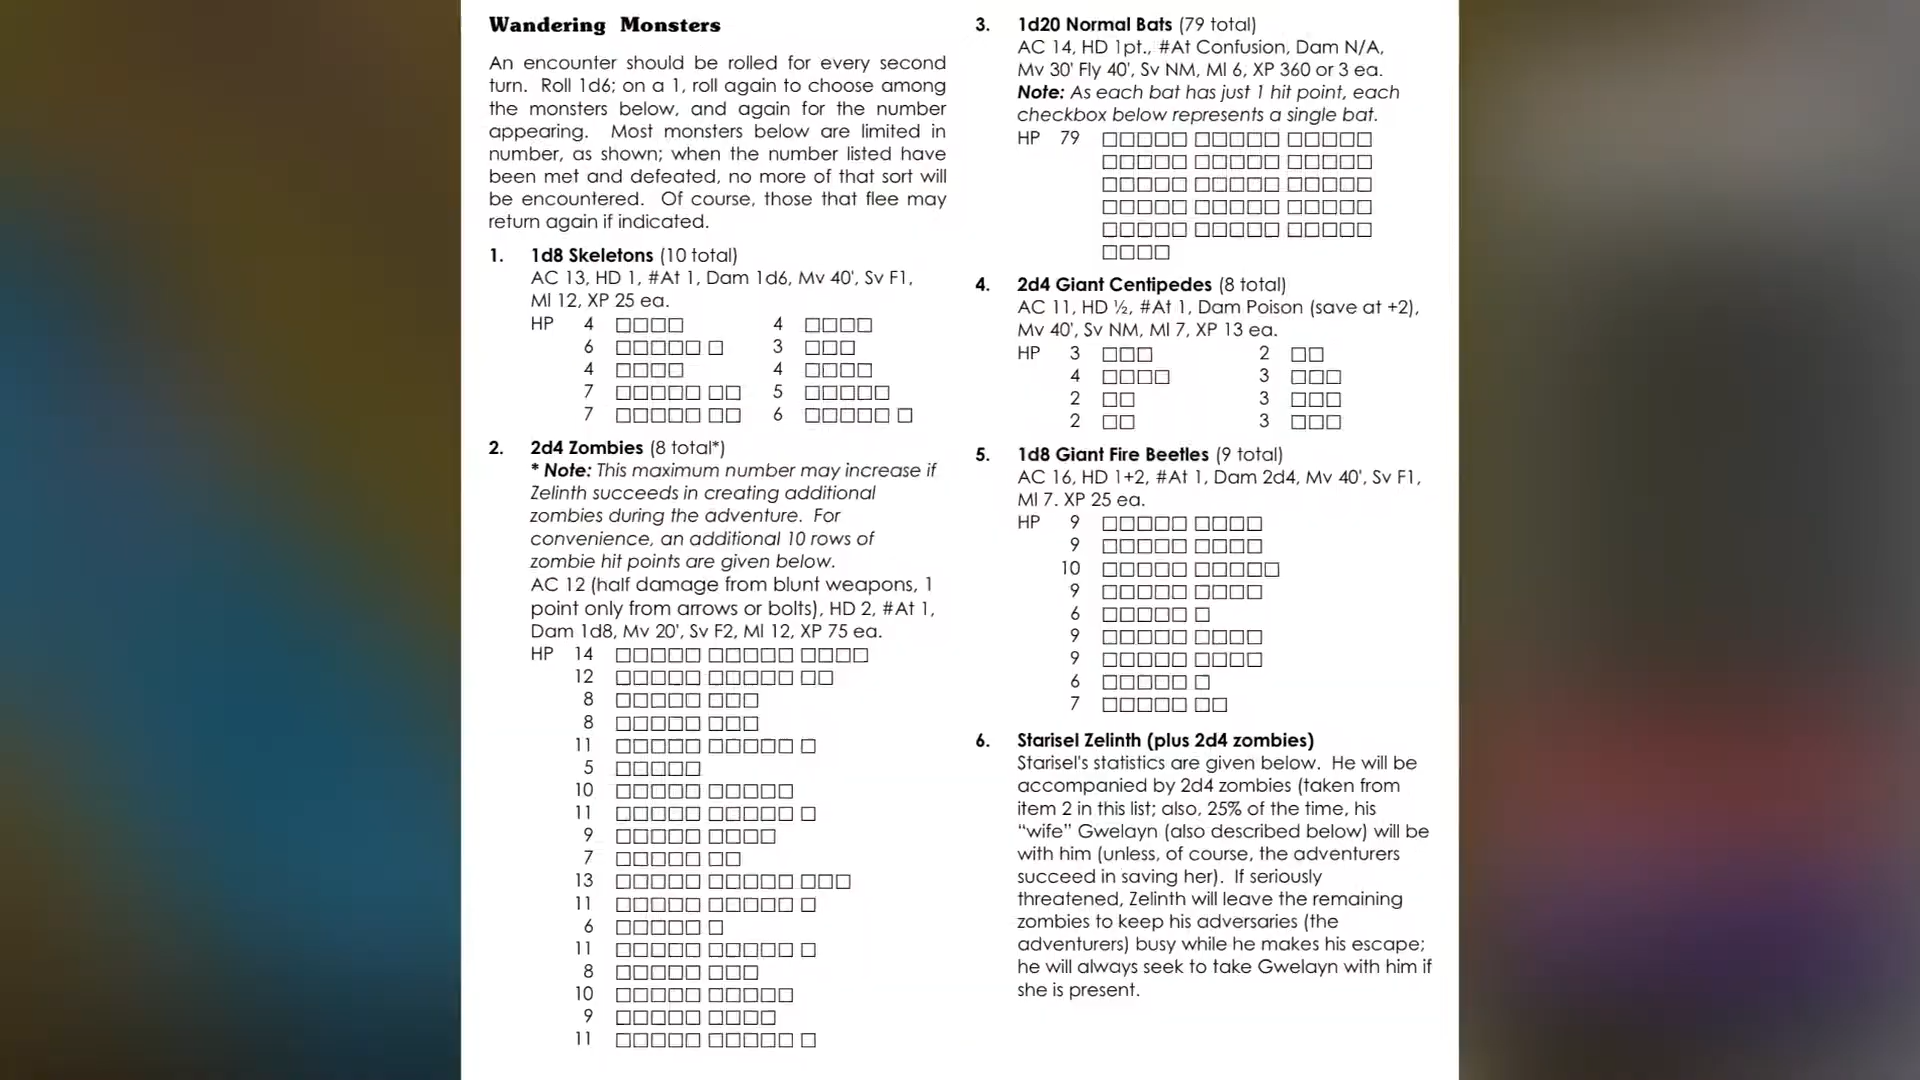 Wandering Monsters
An encounter should be rolled for every second
turn. Roll 1d6; on a 1, roll again to choose among
the monsters below, and again for the number
appearing. Most monsters below are limited in
number, as shown; when the number listed have
been met and defeated, no more of that sort will
be encountered. Of course, those that flee may
return again if indicated.
1. 1d8 Skeletons (10 total)
AC 13, HD 1, #At 1, Dam 1d6, Mv 40', Sv F1,
Ml 12, XP 25 ea.
HP 4 □□□□ 4 □□□□
6 □□□□□ □ 3 □□□
4 □□□□ 4 □□□□
7 □□□□□ □□ 5 □□□□□
7 □□□□□ □□ 6 □□□□□ □
2. 2d4 Zombies (8 total*)
* Note: This maximum number may increase if
Zelinth succeeds in creating additional
zombies during the adventure. For
convenience, an additional 10 rows of
zombie hit points are given below.
AC 12 (half damage from blunt weapons, 1
point only from arrows or bolts), HD 2, #At 1,
Dam 1d8, Mv 20', Sv F2, Ml 12, XP 75 ea.
HP 14 □□□□□ □□□□□ □□□□
12 □□□□□ □□□□□ □□
8 □□□□□ □□□
8 □□□□□ □□□
11 □□□□□ □□□□□ □
5 □□□□□
10 □□□□□ □□□□□
11 □□□□□ □□□□□ □
9 □□□□□ □□□□
7 □□□□□ □□
13 □□□□□ □□□□□ □□□
11 □□□□□ □□□□□ □
6 □□□□□ □
11 □□□□□ □□□□□ □
8 □□□□□ □□□
10 □□□□□ □□□□□
9 □□□□□ □□□□
11 □□□□□ □□□□□ □
3. 1d20 Normal Bats (79 total)
AC 14, HD 1pt., #At Confusion, Dam N/A,
Mv 30' Fly 40', Sv NM, Ml 6, XP 360 or 3 ea.
Note: As each bat has just 1 hit point, each
checkbox below represents a single bat.
HP 79 □□□□□ □□□□□ □□□□□
□□□□□ □□□□□ □□□□□
□□□□□ □□□□□ □□□□□
□□□□□ □□□□□ □□□□□
□□□□□ □□□□□ □□□□□
□□□□
4. 2d4 Giant Centipedes (8 total)
AC 11, HD ½, #At 1, Dam Poison (save at +2),
Mv 40', Sv NM, Ml 7, XP 13 ea.
HP 3 □□□ 2 □□
4 □□□□ 3 □□□
2 □□ 3 □□□
2 □□ 3 □□□
5. 1d8 Giant Fire Beetles (9 total)
AC 16, HD 1+2, #At 1, Dam 2d4, Mv 40', Sv F1,
Ml 7. XP 25 ea.
HP 9 □□□□□ □□□□
9 □□□□□ □□□□
10 □□□□□ □□□□□
9 □□□□□ □□□□
6 □□□□□ □
9 □□□□□ □□□□
9 □□□□□ □□□□
6 □□□□□ □
7 □□□□□ □□
6. Starisel Zelinth (plus 2d4 zombies)
Starisel's statistics are given below. He will be
accompanied by 2d4 zombies (taken from
item 2 in this list; also, 25% of the time, his
“wife” Gwelayn (also described below) will be
with him (unless, of course, the adventurers
succeed in saving her). If seriously
threatened, Zelinth will leave the remaining
zombies to keep his adversaries (the
adventurers) busy while he makes his escape;
he will always seek to take Gwelayn with him if
she is present.